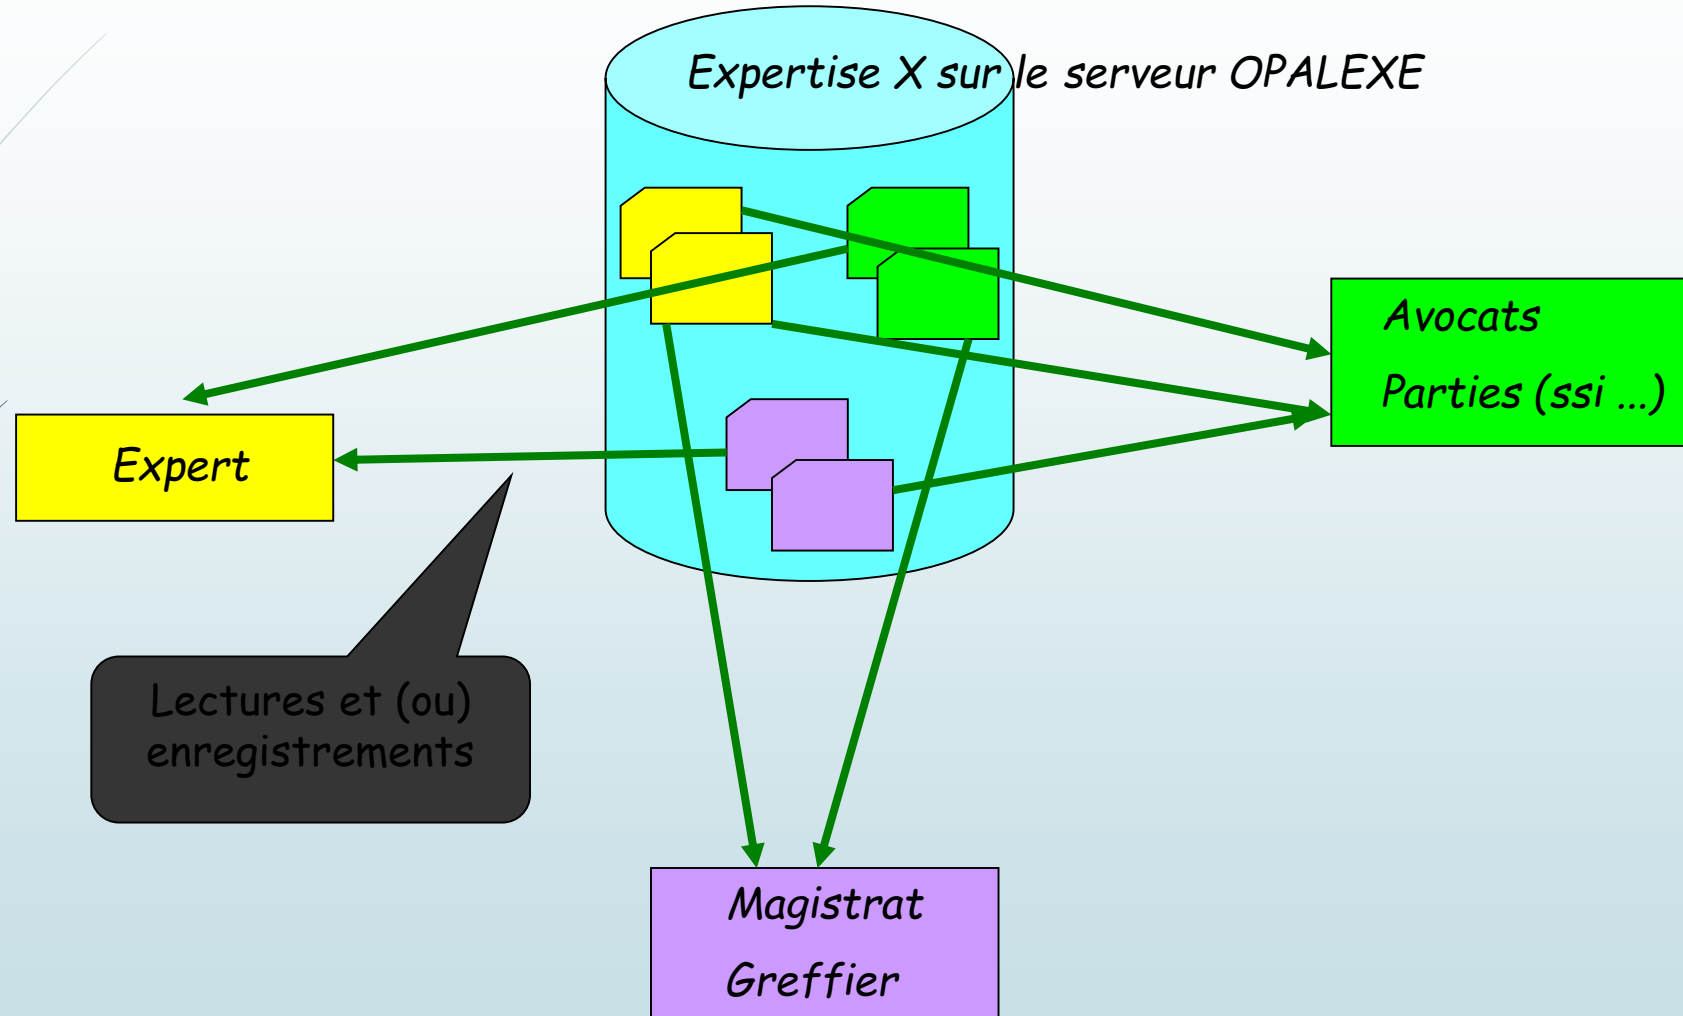 Expertise X sur le serveur OPALEXE
Avocats
Parties (ssi ...)
Expert
Lectures et (ou)
enregistrements
Magistrat
Greffier